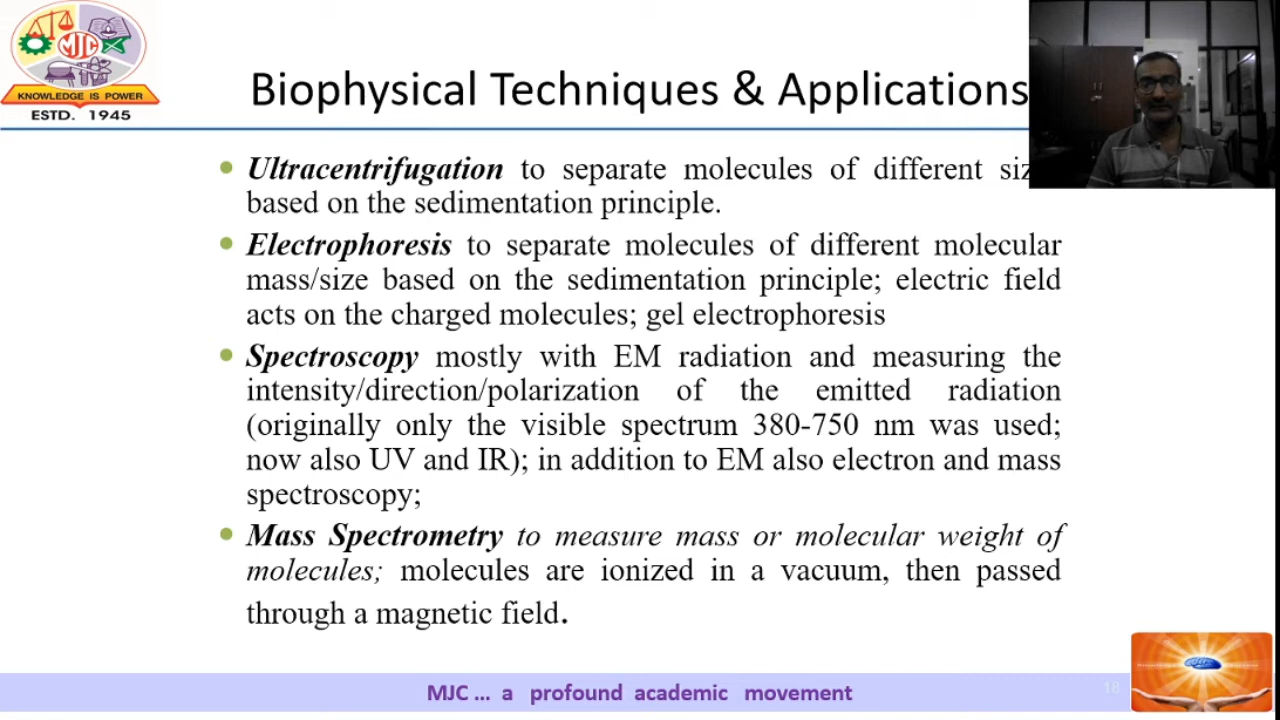 MJC
KNOWLEDGE IS POWER
ESTD. 1945
Biophysical Techniques & Applications
Ultracentrifugation to separate molecules of different
based on the sedimentation principle.
Electrophoresis to separate molecules of different molecular
mass/size based on the sedimentation principle; electric field
acts on the charged molecules; gel electrophoresis
Spectroscopy mostly with EM radiation and measuring the
intensity/direction/polarization of the emitted radiation
(originally only the visible spectrum 380-750 nm was used;
now also UV and IR); in addition to EM also electron and mass
spectroscopy;
Mass Spectrometry to measure mass or molecular weight of
molecules; molecules are ionized in a vacuum, then passed
through a magnetic field.
MJC ... a profound academic movement
18